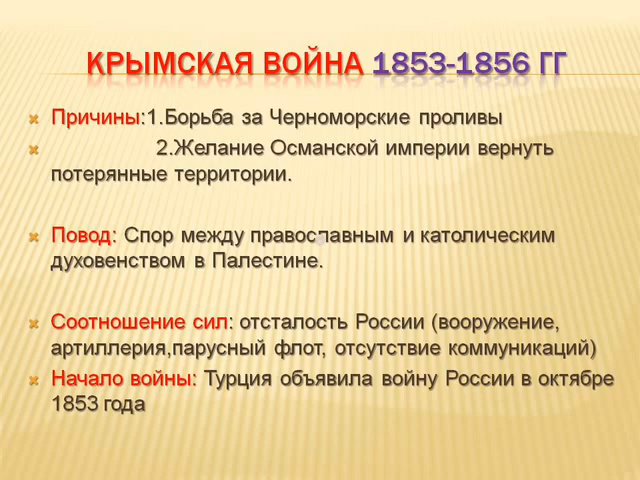 КРЫМСКАЯ ВОЙНА 1853-1856 ГГ
Причины:1.Борьба за Черноморские проливы
2.Желание Османской империи вернуть
потерянные территории.
Повод: Спор между православным и католическим
духовенством в Палестине.
Соотношение сил: отсталость России (вооружение,
артиллерия,парусный флот, отсутствие коммуникаций)
Начало войны: Турция объявила войну России в октябре
1853 года